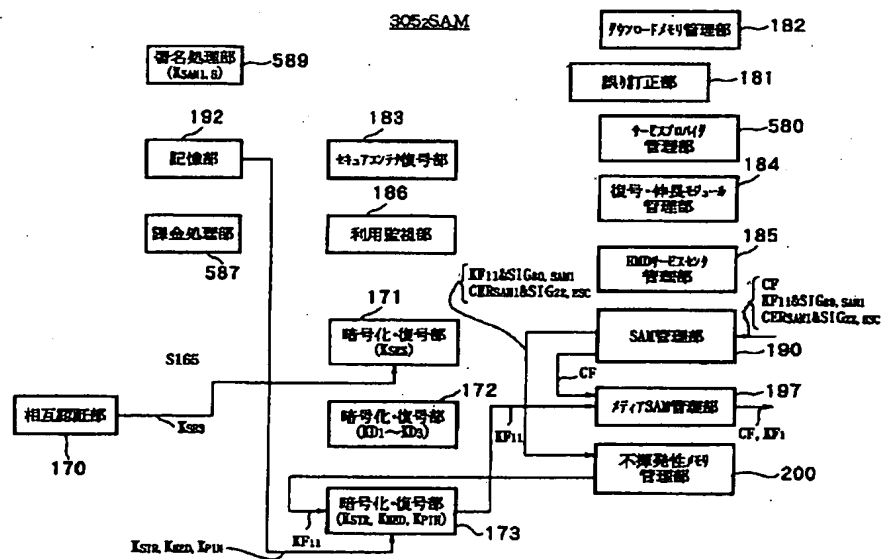 305₂SAM
ダウンロードメモリ管理部
182
署名処理部
(KSAM1,S)
589
誤り訂正部
181
192
183
記憶部
セキュアコンテナ復号部
サービスプロバイダ
管理部
580
186
184
復号・伸長モジュール
管理部
課金処理部
587
利用監視部
185
EMDサービスセンタ
管理部
KF11&SIG80,SAM1
CERSAM1&SIG22,ESC
CF
KF11&SIG80,SAM1
CERSAM1&SIG22,ESC
171
暗号化・復号部
(KSES)
SAM管理部
190
S165
CF
172
197
相互認証部
170
KSES
暗号化・復号部
(KD1~KD3)
KF11
メディアSAM管理部
CF, KF1
不揮発性メモリ
管理部
200
暗号化・復号部
(KSTR, KMED, KPIN)
KF11
173
KSTR, KMED, KPIN